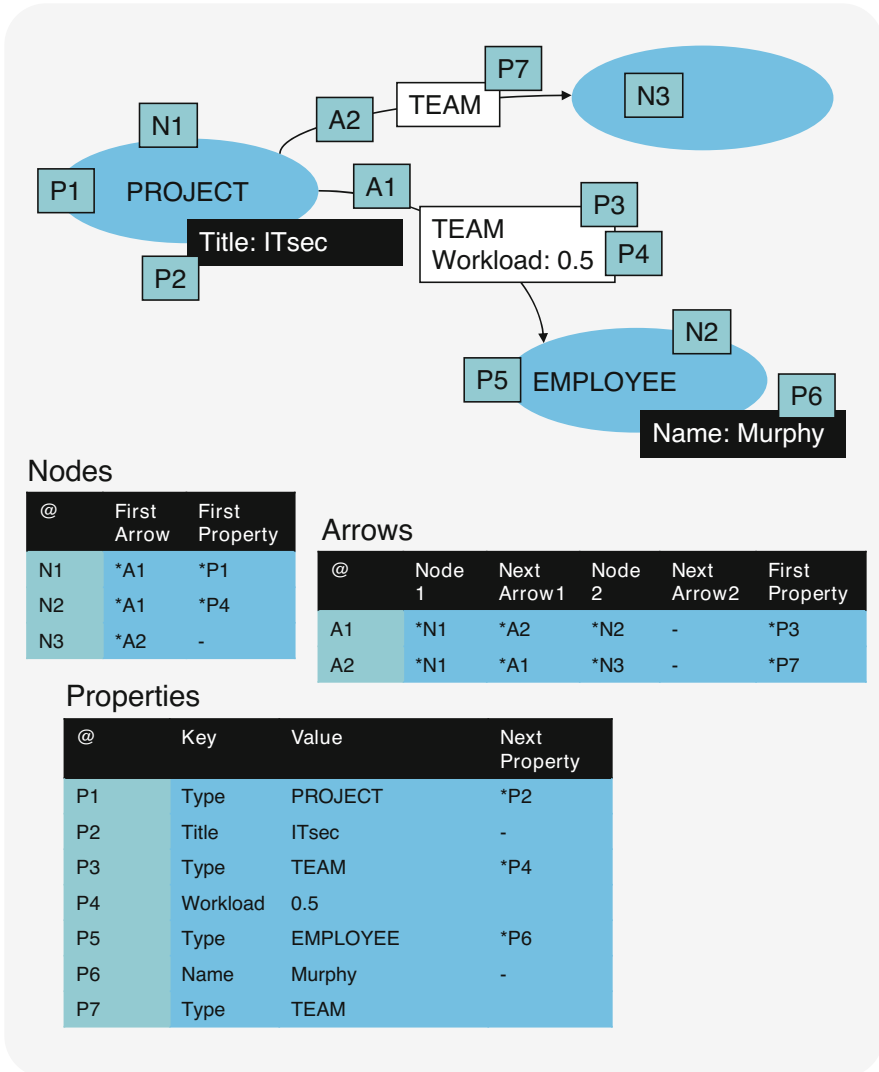 P7
TEAM
N3
A2
N1
P1
PROJECT
A1
P3
TEAM
Workload: 0.5
P4
Title: ITsec
P2
N2
P5
EMPLOYEE
P6
Name: Murphy
Nodes
@ First Arrow First Property
N1 *A1 *P1
N2 *A1 *P4
N3 *A2 -
Arrows
@ Node 1 Next Arrow1 Node 2 Next Arrow2 First Property
A1 *N1 *A2 *N2 - *P3
A2 *N1 *A1 *N3 - *P7
Properties
@ Key Value Next Property
P1 Type PROJECT *P2
P2 Title ITsec -
P3 Type TEAM *P4
P4 Workload 0.5
P5 Type EMPLOYEE *P6
P6 Name Murphy -
P7 Type TEAM